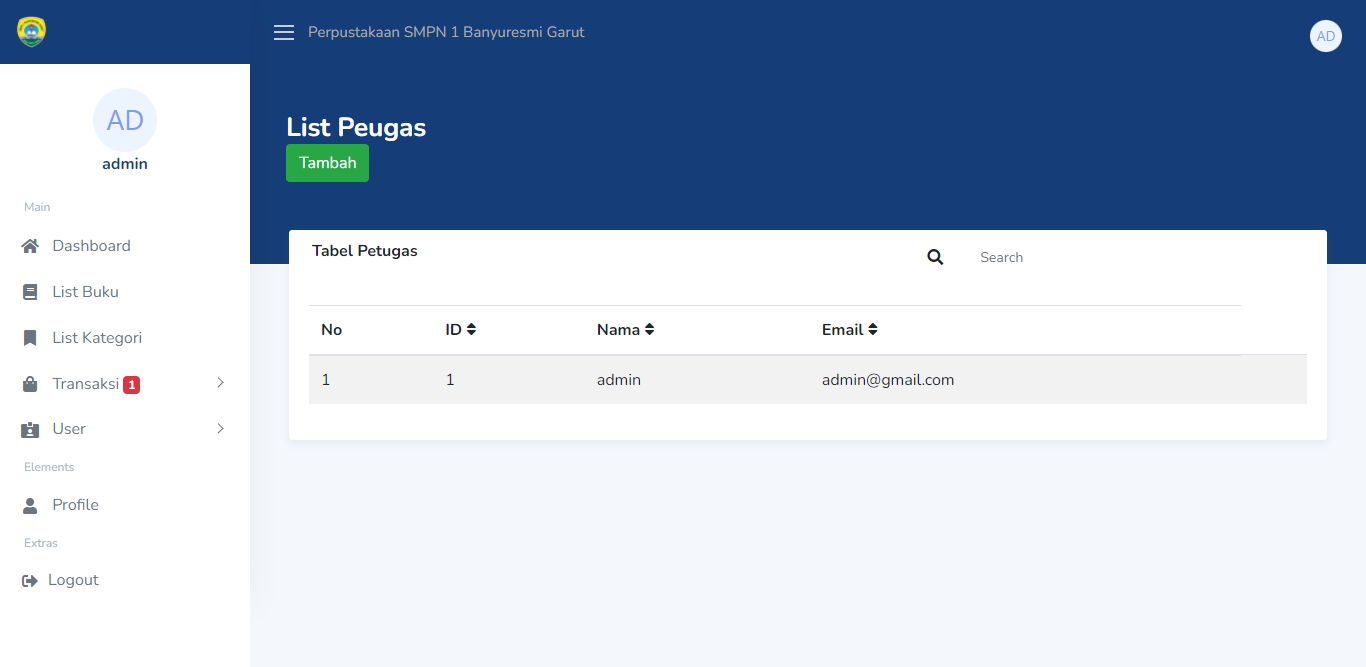 Perpustakaan SMPN 1 Banyuresmi Garut
AD
AD
admin
Main
Dashboard
List Buku
List Kategori
Transaksi 1
User
Elements
Profile
Extras
Logout
List Peugas
Tambah
Tabel Petugas
Search
No ID Nama Email
1 1 admin admin@gmail.com